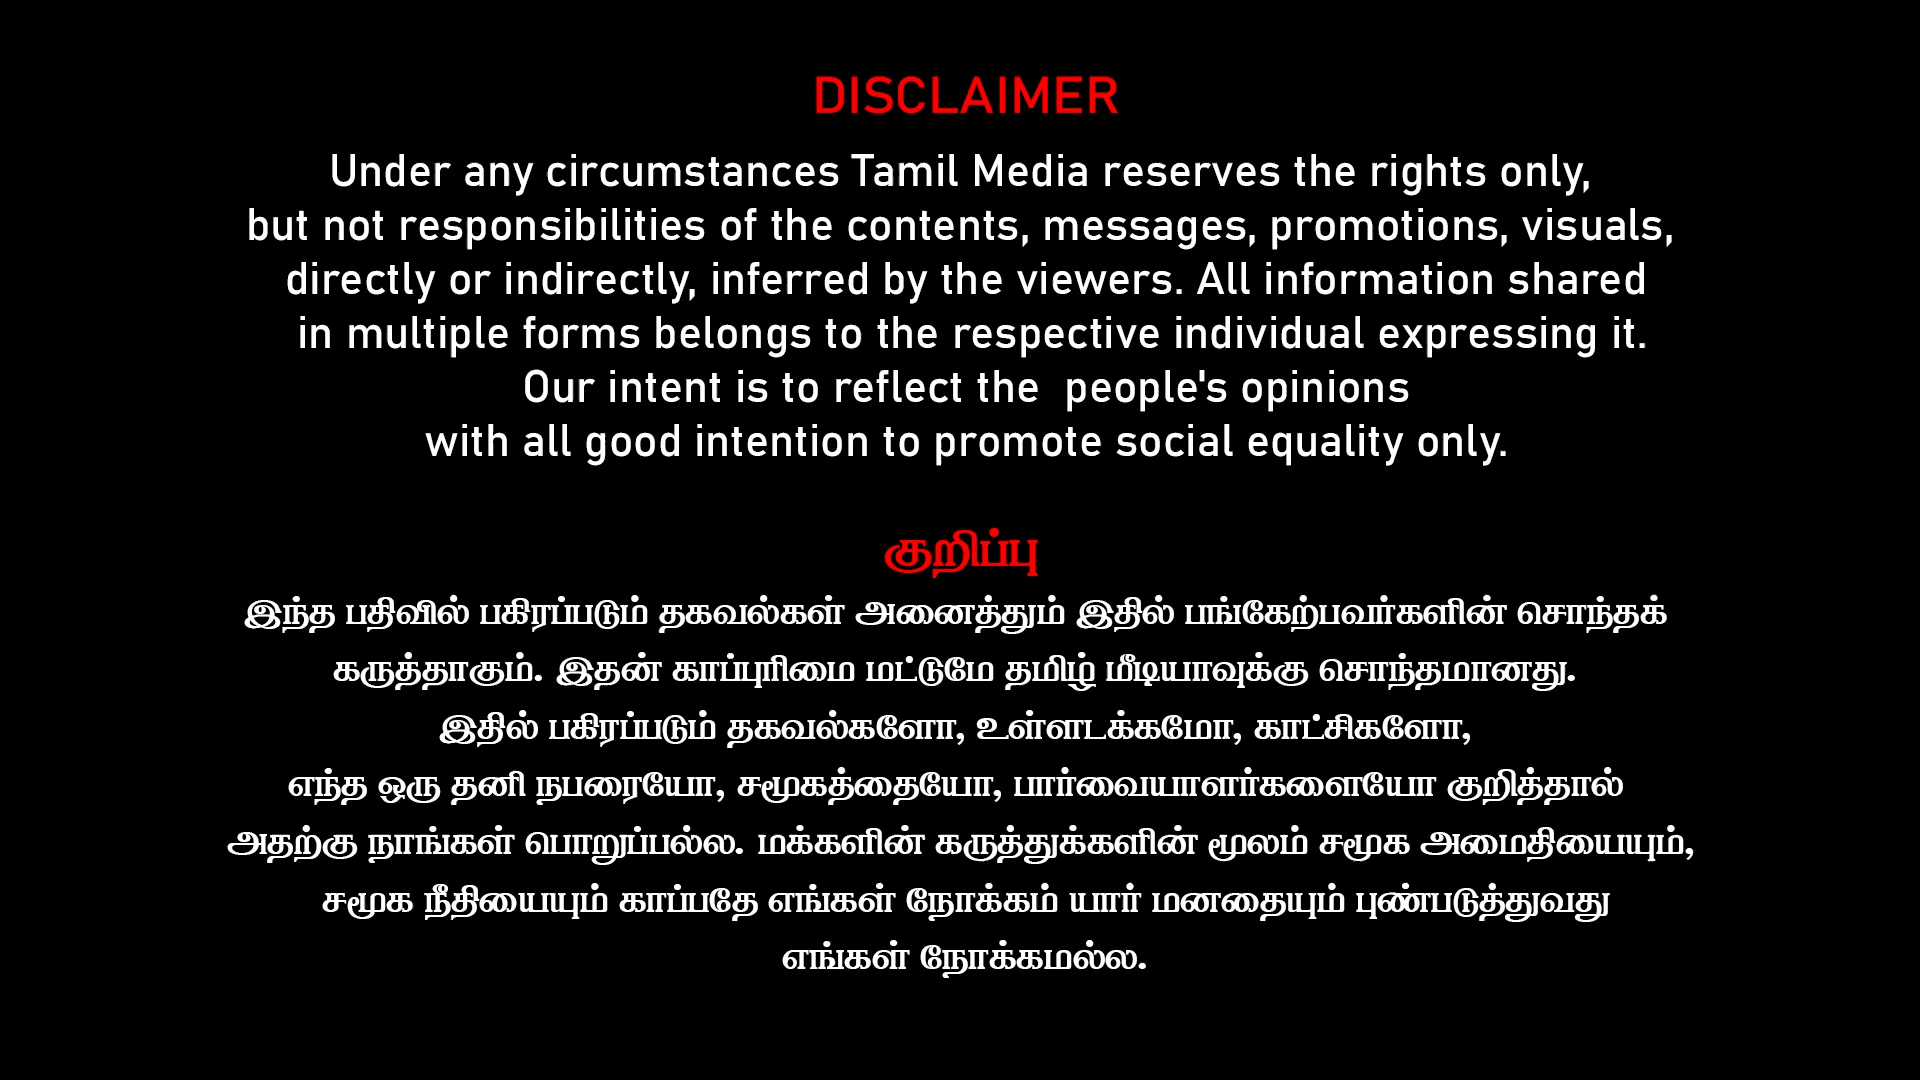 DISCLAIMER
Under any circumstances Tamil Media reserves the rights only,
but not responsibilities of the contents, messages, promotions, visuals,
directly or indirectly, inferred by the viewers. All information shared
in multiple forms belongs to the respective individual expressing it.
Our intent is to reflect the people's opinions
with all good intention to promote social equality only.
குறிப்பு
இந்த பதிவில் பகிரப்படும் தகவல்கள் அனைத்தும் இதில் பங்கேற்பவர்களின் சொந்தக்
கருத்தாகும். இதன் காப்புரிமை மட்டுமே தமிழ் மீடியாவுக்கு சொந்தமானது.
இதில் பகிரப்படும் தகவல்களோ, உள்ளடக்கமோ, காட்சிகளோ,
எந்த ஒரு தனி நபரையோ, சமூகத்தையோ, பார்வையாளர்களையோ குறித்தால்
அதற்கு நாங்கள் பொறுப்பல்ல. மக்களின் கருத்துக்களின் மூலம் சமூக அமைதியையும்,
சமூக நீதியையும் காப்பதே எங்கள் நோக்கம் யார் மனதையும் புண்படுத்துவது
எங்கள் நோக்கமல்ல.